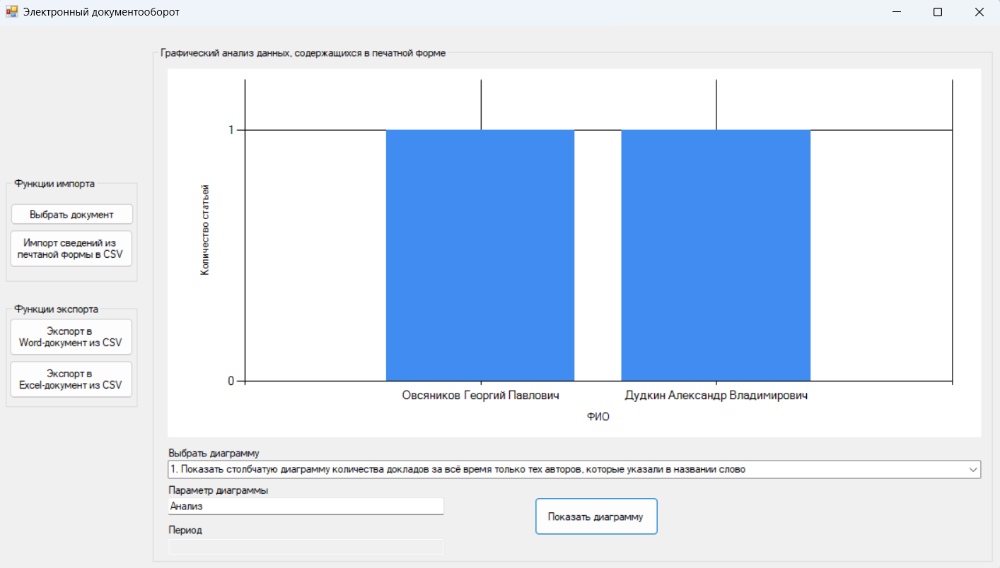 Электронный документооборот
Графический анализ данных, содержащихся в печатной форме
Функции импорта
Выбрать документ
Импорт сведений из
печтаной формы в CSV
Функции экспорта
Экспорт в
Word-документ из CSV
Экспорт в
Excel-документ из CSV
1
Количество статьей
0
Овсяников Георгий Павлович
Дудкин Александр Владимирович
ФИО
Выбрать диаграмму
1. Показать столбчатую диаграмму количества докладов за всё время только тех авторов, которые указали в названии слово
Параметр диаграммы
Анализ
Показать диаграмму
Период